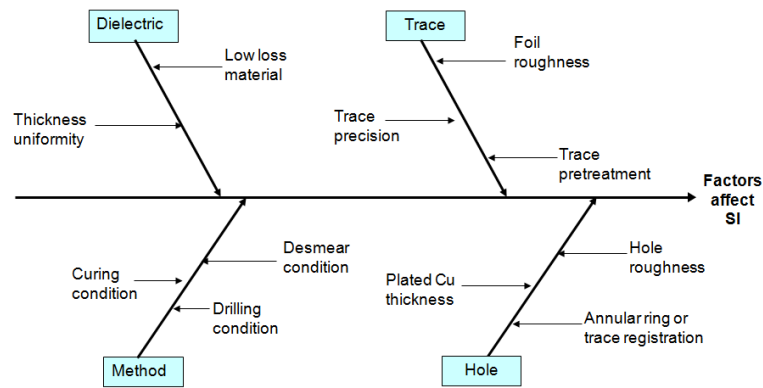 Dielectric
Low loss
material
Thickness
uniformity
Trace
Foil
roughness
Trace
precision
Trace
pretreatment
Factors
affect
SI
Desmear
condition
Curing
condition
Drilling
condition
Method
Hole
roughness
Plated Cu
thickness
Annular ring or
trace registration
Hole